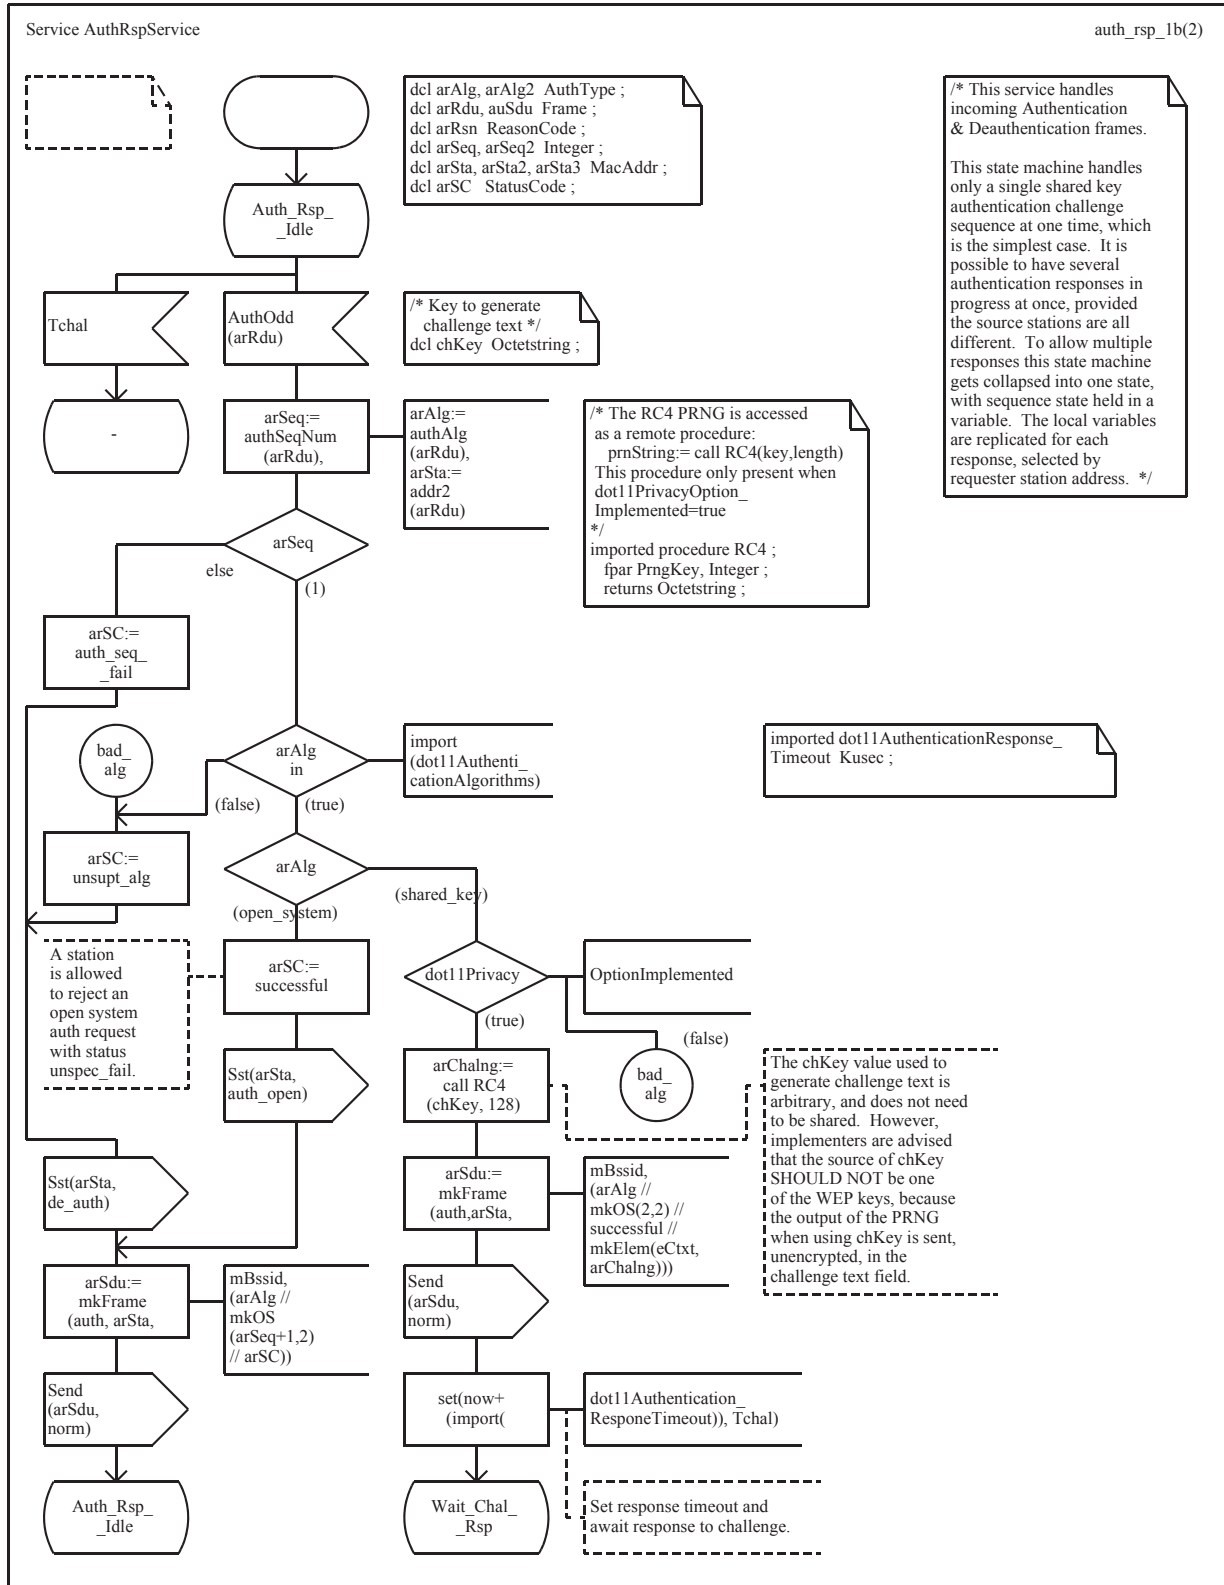 Service AuthRspService
auth_rsp_1b(2)
dcl arAlg, arAlg2 AuthType ;
dcl arRdu, auSdu Frame ;
dcl arRsn ReasonCode ;
dcl arSeq, arSeq2 Integer ;
dcl arSta, arSta2, arSta3 MacAddr ;
dcl arSC StatusCode ;
/* This service handles
incoming Authentication
& Deauthentication frames.
This state machine handles
only a single shared key
authentication challenge
sequence at one time, which
is the simplest case. It is
possible to have several
authentication responses in
progress at once, provided
the source stations are all
different. To allow multiple
responses this state machine
gets collapsed into one state,
with sequence state held in a
variable. The local variables
are replicated for each
response, selected by
requester station address. */
Auth_Rsp_
_Idle
Tchal
AuthOdd
(arRdu)
/* Key to generate
challenge text */
dcl chKey Octetstring ;
-
arSeq:=
authSeqNum
(arRdu),
arAlg:=
authAlg
(arRdu),
arSta:=
addr2
(arRdu)
/* The RC4 PRNG is accessed
as a remote procedure:
prnString:= call RC4(key,length)
This procedure only present when
dot11PrivacyOption_
Implemented=true
*/
imported procedure RC4 ;
fpar PrngKey, Integer ;
returns Octetstring ;
arSeq
else
(1)
arSC:=
auth_seq_
_fail
bad_
alg
arAlg
in
import
(dot11Authenti_
cationAlgorithms)
imported dot11AuthenticationResponse_
Timeout Kusec ;
(false)
(true)
arSC:=
unsupt_alg
arAlg
(shared_key)
(open_system)
A station
is allowed
to reject an
open system
auth request
with status
unspec_fail.
arSC:=
successful
dot11Privacy
OptionImplemented
(true)
(false)
Sst(arSta,
auth_open)
arChalng:=
call RC4
(chKey, 128)
bad_
alg
The chKey value used to
generate challenge text is
arbitrary, and does not need
to be shared. However,
implementers are advised
that the source of chKey
SHOULD NOT be one
of the WEP keys, because
the output of the PRNG
when using chKey is sent,
unencrypted, in the
challenge text field.
Sst(arSta,
de_auth)
arSdu:=
mkFrame
(auth,arSta,
mBssid,
(arAlg //
mkOS(2,2) //
successful //
mkElem(eCtxt,
arChalng)))
arSdu:=
mkFrame
(auth, arSta,
mBssid,
(arAlg //
mkOS
(arSeq+1,2)
// arSC))
Send
(arSdu,
norm)
Send
(arSdu,
norm)
set(now+
(import(
dot11Authentication_
ResponeTimeout)), Tchal)
Auth_Rsp_
_Idle
Wait_Chal_
_Rsp
Set response timeout and
await response to challenge.